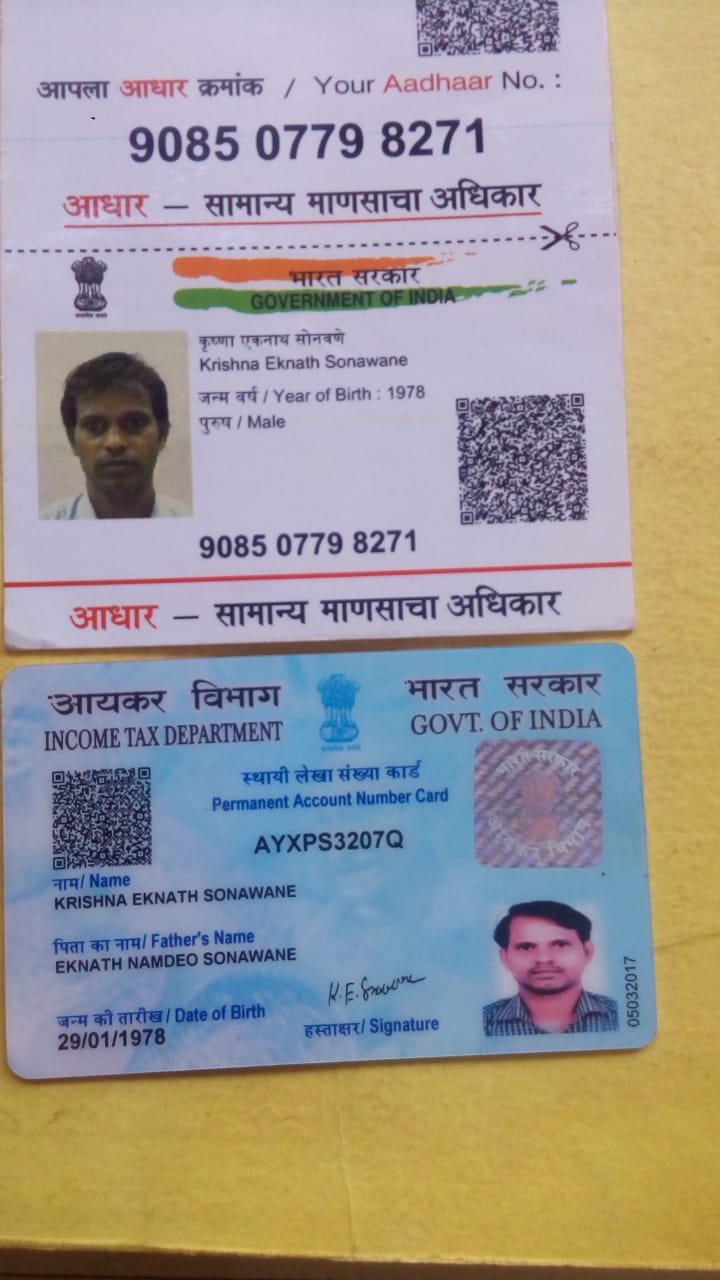 आपला आधार क्रमांक / Your Aadhaar No. :
9085 0779 8271
आधार – सामान्य माणसाचा अधिकार
भारत सरकार
GOVERNMENT OF INDIA
कृष्णा एकनाथ सोनवणे
Krishna Eknath Sonawane
जन्म वर्ष / Year of Birth : 1978
पुरुष / Male
9085 0779 8271
आधार – सामान्य माणसाचा अधिकार
आयकर विभाग
INCOME TAX DEPARTMENT
भारत सरकार
GOVT. OF INDIA
स्थायी लेखा संख्या कार्ड
Permanent Account Number Card
AYXPS3207Q
नाम/ Name
KRISHNA EKNATH SONAWANE
पिता का नाम/ Father's Name
EKNATH NAMDEO SONAWANE
जन्म की तारीख/ Date of Birth
29/01/1978
K.E.Sonawane
हस्ताक्षर/ Signature
05032017
भारत सरकार
आयकर विभाग